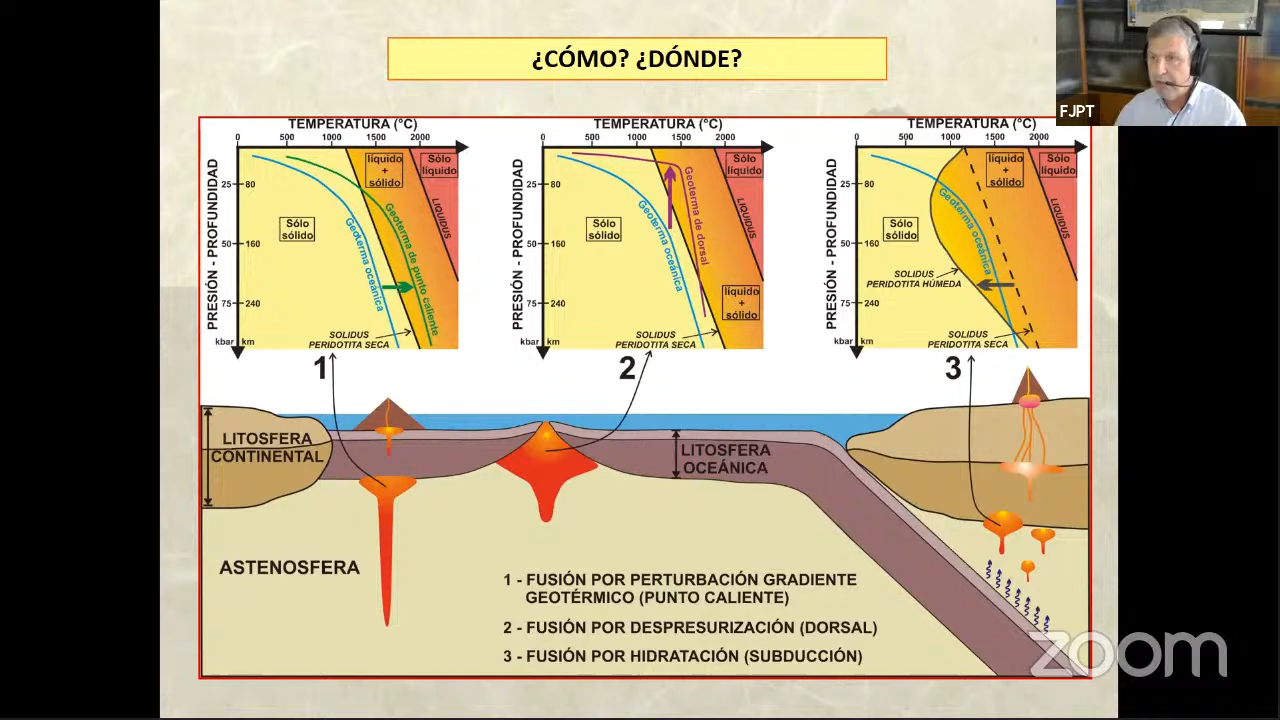 ¿CÓMO? ¿DÓNDE?
FJPT
TEMPERATURA (°C)
0 500 1000 1500 2000
PRESIÓN - PROFUNDIDAD
25 80
50 160
75 240
kbar km
líquido
+
sólido
Sólo
líquido
LIQUIDUS
Sólo
sólido
Geoterma oceánica
Geoterma de punto caliente
SOLIDUS
PERIDOTITA SECA
1
TEMPERATURA (°C)
0 500 1000 1500 2000
PRESIÓN - PROFUNDIDAD
25 80
50 160
75 240
kbar km
Sólo
líquido
LIQUIDUS
Sólo
sólido
Geoterma oceánica
Geoterma de dorsal
líquido
+
sólido
SOLIDUS
PERIDOTITA SECA
2
TEMPERATURA (°C)
0 500 1000 1500 2000
PRESIÓN - PROFUNDIDAD
25 80
50 160
75 240
kbar km
líquido
+
sólido
Sólo
líquido
LIQUIDUS
Sólo
sólido
Geoterma oceánica
SOLIDUS
PERIDOTITA HÚMEDA
SOLIDUS
PERIDOTITA SECA
3
LITOSFERA
CONTINENTAL
LITOSFERA
OCEÁNICA
ASTENOSFERA
1 - FUSIÓN POR PERTURBACIÓN GRADIENTE
GEOTÉRMICO (PUNTO CALIENTE)
2 - FUSIÓN POR DESPRESURIZACIÓN (DORSAL)
3 - FUSIÓN POR HIDRATACIÓN (SUBDUCCIÓN)
zoom